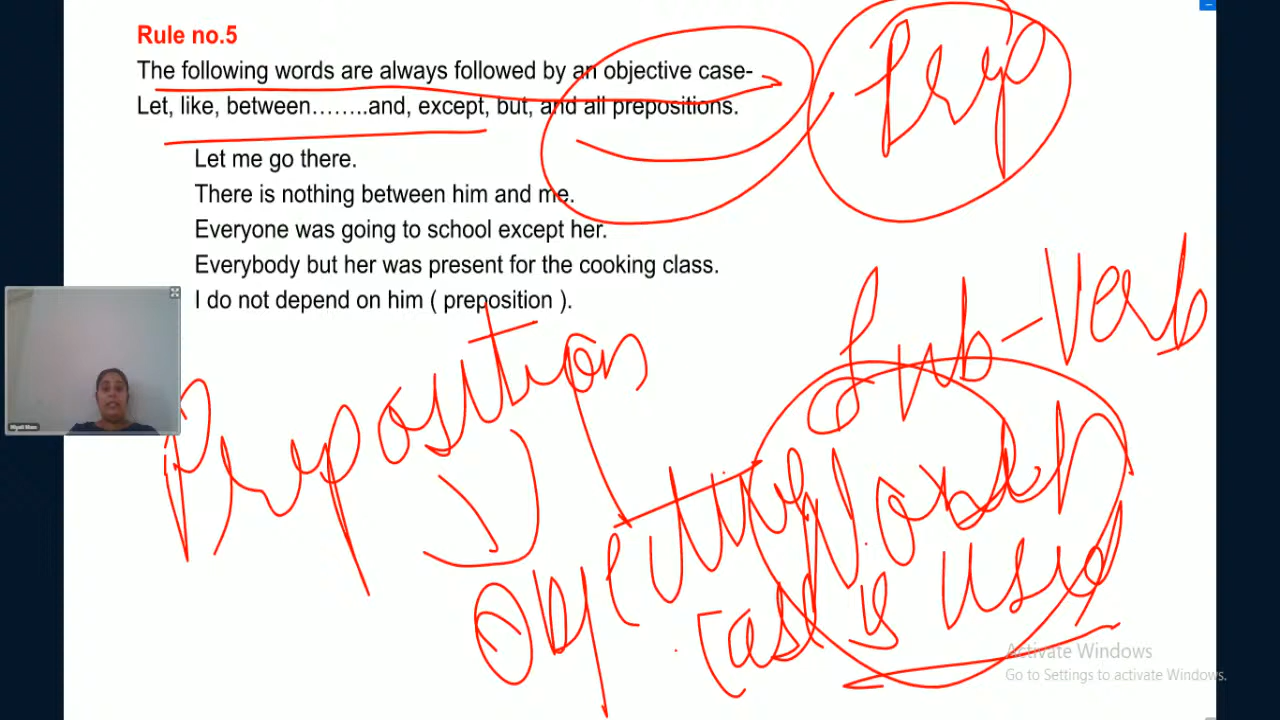 Rule no.5
The following words are always followed by an objective case-
Let, like, between........and, except, but, and all prepositions.
Let me go there.
There is nothing between him and me.
Everyone was going to school except her.
Everybody but her was present for the cooking class.
I do not depend on him ( preposition ).
Prep
Sub-Verb
Preposition
Objective
Case is used
Activate Windows
Go to Settings to activate Windows.